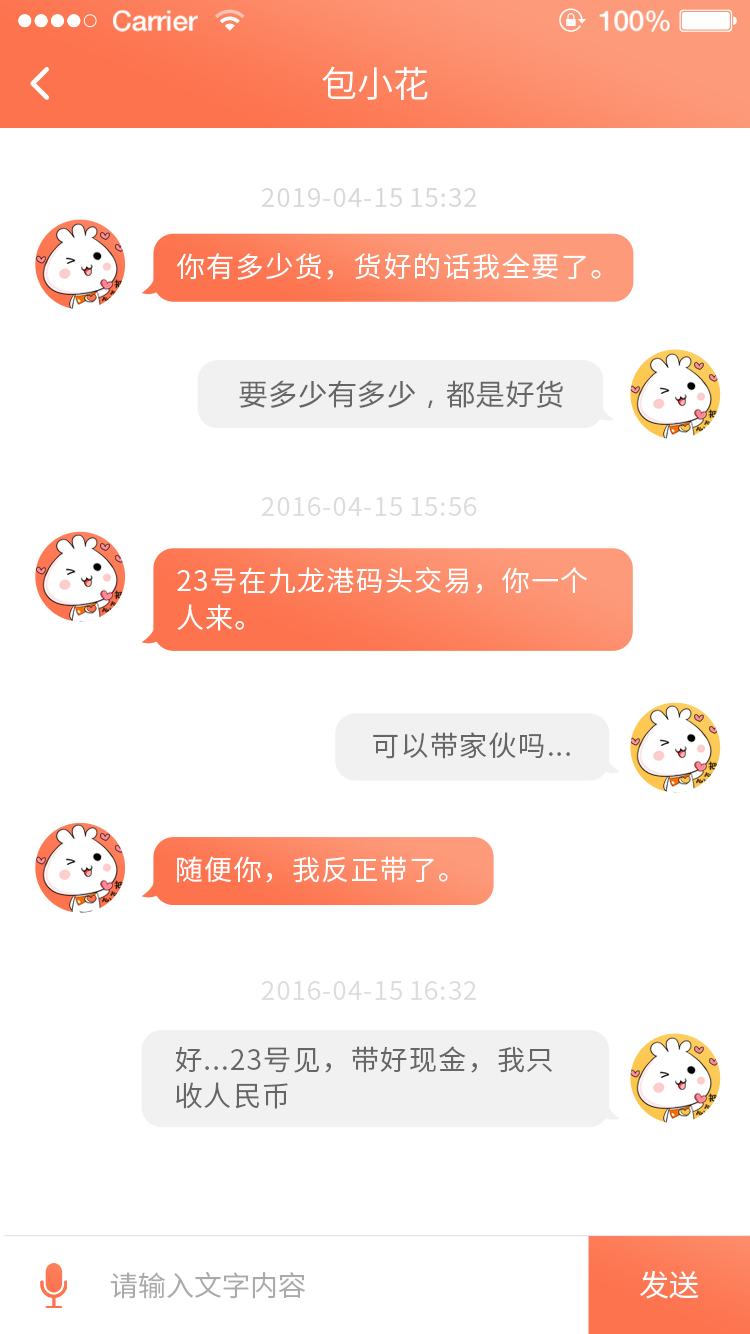 Carrier 100%
包小花
2019-04-15 15:32
你有多少货，货好的话我全要了。
要多少有多少，都是好货
2016-04-15 15:56
23号在九龙港码头交易，你一个
人来。
可以带家伙吗...
随便你，我反正带了。
2016-04-15 16:32
好...23号见，带好现金，我只
收人民币
请输入文字内容
发送